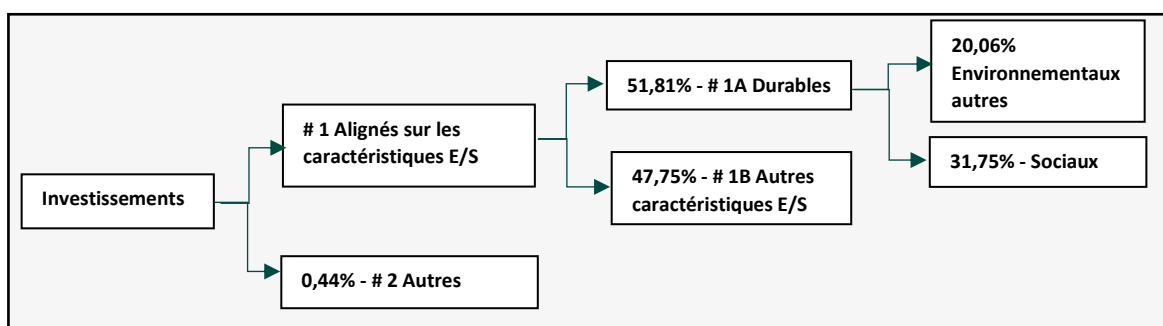 Investissements
# 1 Alignés sur les
caractéristiques E/S
0,44% - # 2 Autres
51,81% - # 1A Durables
47,75% - # 1B Autres
caractéristiques E/S
20,06%
Environnementaux
autres
31,75% - Sociaux